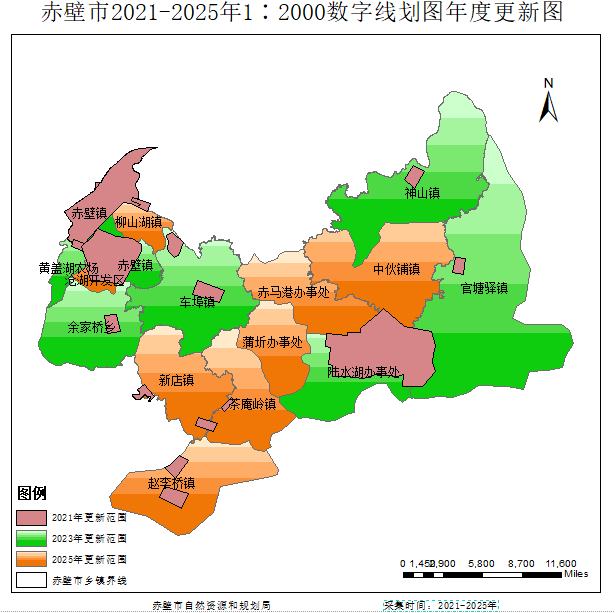 赤壁市2021-2025年1：2000数字线划图年度更新图
N
神山镇
赤壁镇
柳山湖镇
黄盖湖农场
赤壁镇
沧湖开发区
中伙铺镇
官塘驿镇
赤马港办事处
车埠镇
余家桥乡
蒲圻办事处
陆水湖办事处
新店镇
茶庵岭镇
赵李桥镇
图例
2021年更新范围
2023年更新范围
2025年更新范围
赤壁市乡镇界线
0 1,450 2,900 5,800 8,700 11,600
Miles
赤壁市自然资源和规划局
采集时间：2021-2025年